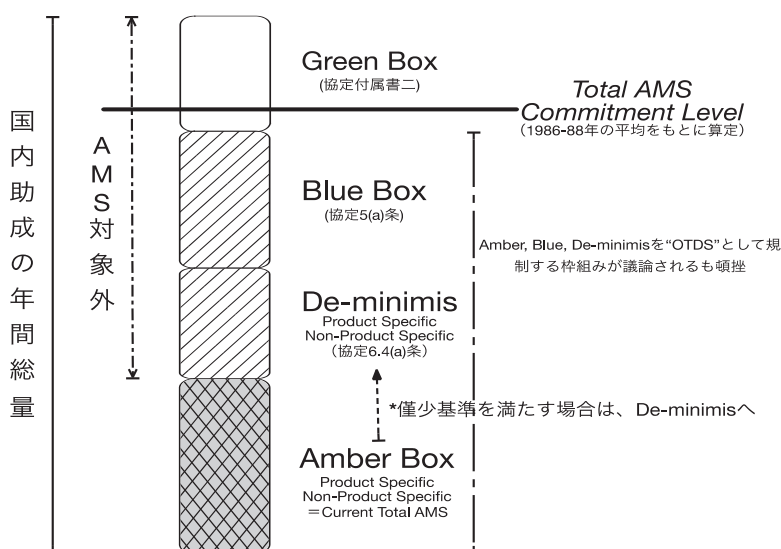 国内助成の年間総量
AMS対象外
Green Box
(協定付属書二)
Total AMS
Commitment Level
(1986-88年の平均をもとに算定)
Blue Box
(協定5(a)条)
Amber, Blue, De-minimisを“OTDS”として規
制する枠組みが議論されるも頓挫
De-minimis
Product Specific
Non-Product Specific
(協定6.4(a)条)
*僅少基準を満たす場合は、De-minimisへ
Amber Box
Product Specific
Non-Product Specific
＝Current Total AMS